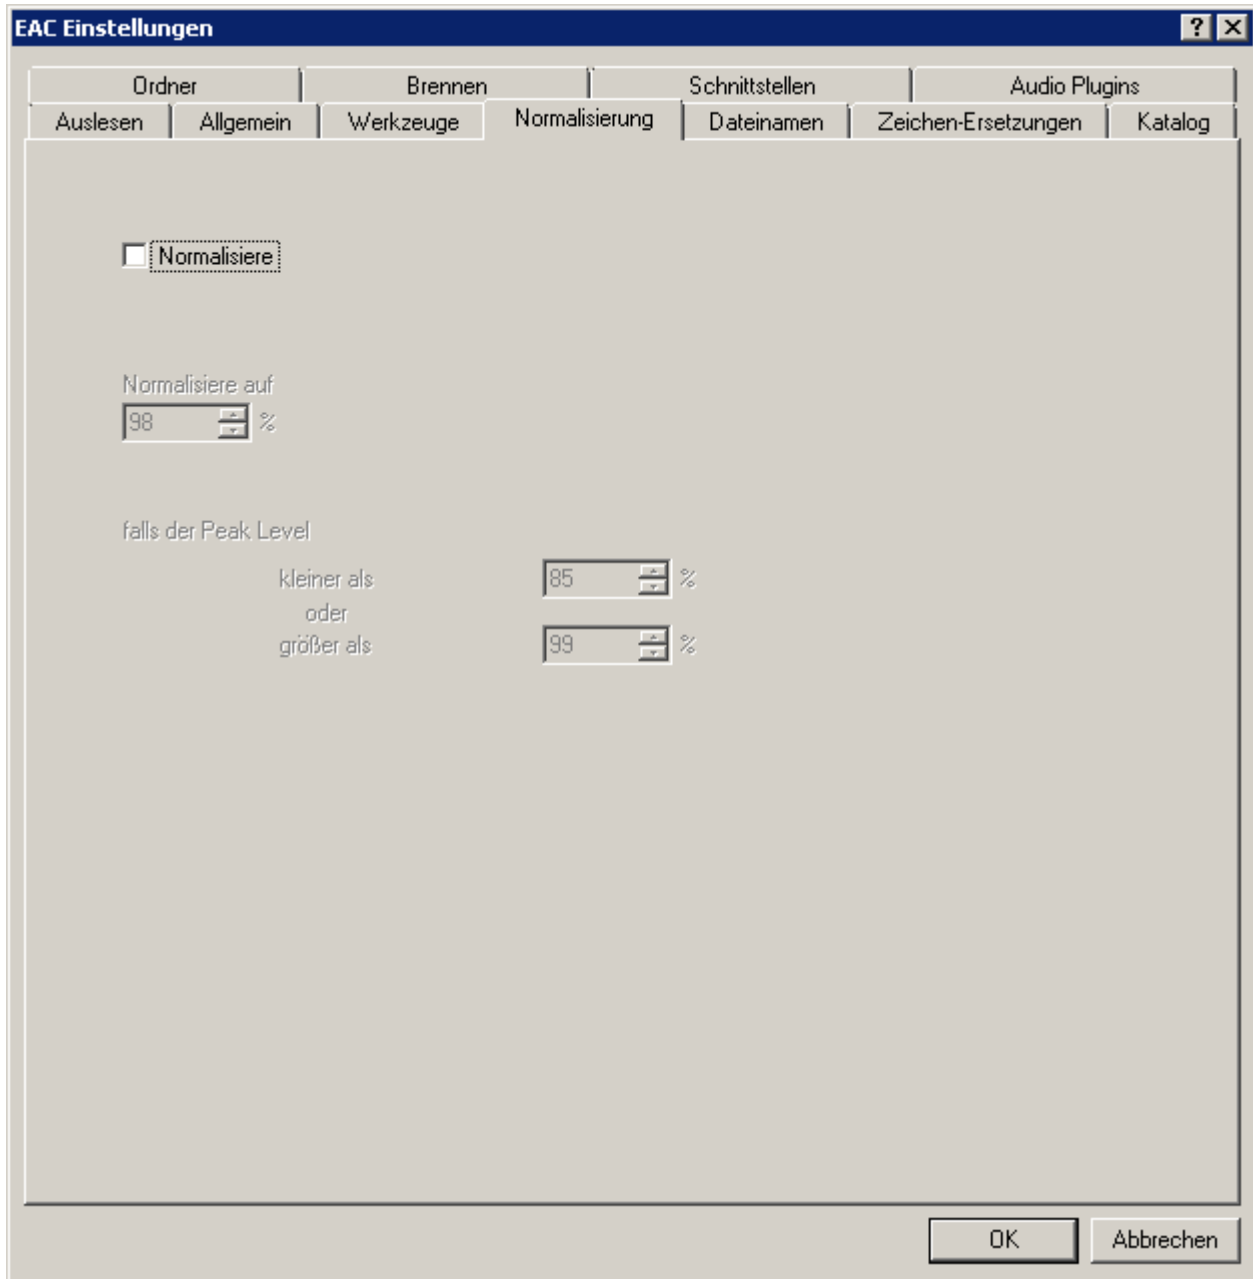 EAC Einstellungen
Ordner Brennen Schnittstellen Audio Plugins
Auslesen Allgemein Werkzeuge Normalisierung Dateinamen Zeichen-Ersetzungen Katalog
Normalisiere
Normalisiere auf
98 %
falls der Peak Level
kleiner als 85 %
oder
größer als 99 %
OK Abbrechen